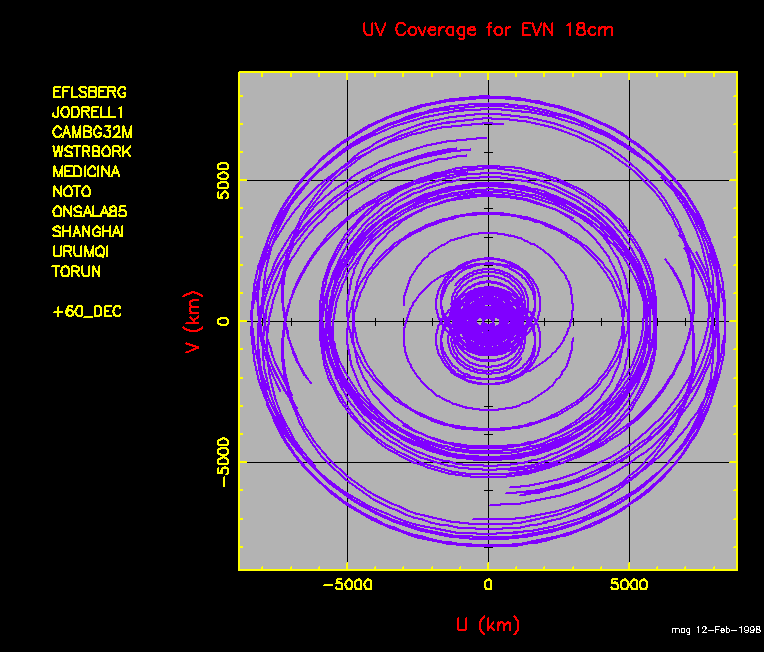 UV Coverage for EVN 18cm
EFLSBERG
JODRELL1
CAMBG32M
WSTRBORK
MEDICINA
NOTO
ONSALA85
SHANGHAI
URUMQI
TORUN
+60_DEC
V (km)
5000
0
-5000
-5000 0 5000
U (km)
mag 12-Feb-1998